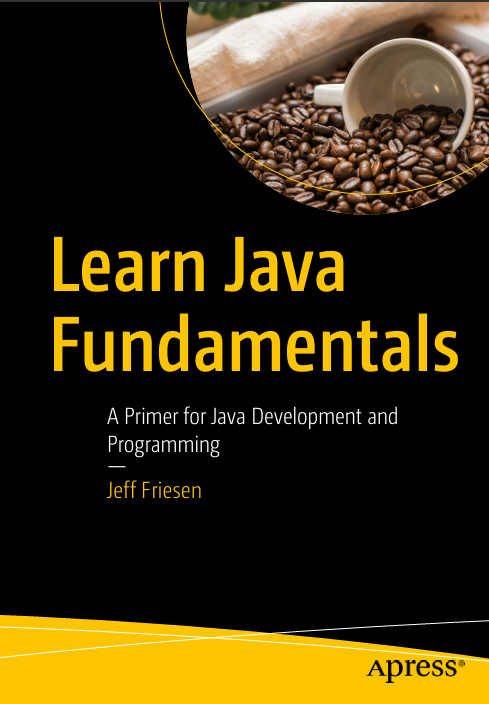 Learn Java
Fundamentals
A Primer for Java Development and
Programming
—
Jeff Friesen
Apress®